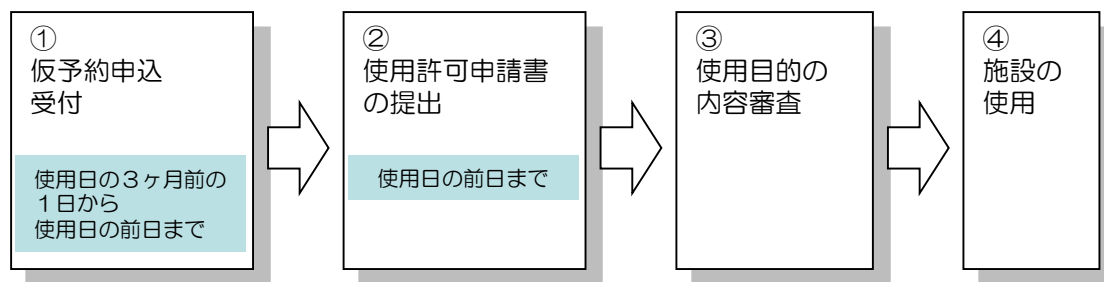 ①
仮予約申込
受付
使用日の３ヶ月前の
１日から
使用日の前日まで
②
使用許可申請書
の提出
使用日の前日まで
③
使用目的の
内容審査
④
施設の
使用